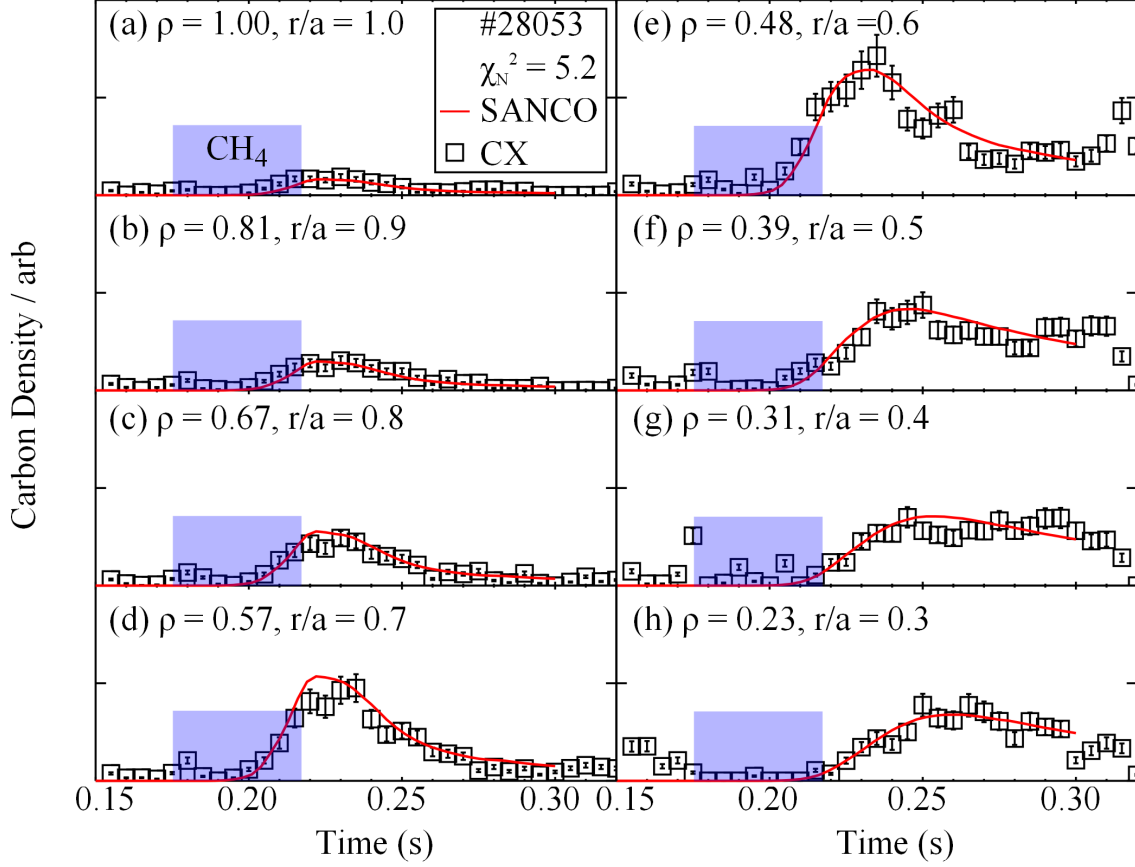 (a) ρ = 1.00, r/a = 1.0
#28053
χN² = 5.2
SANCO
CX
CH₄
(b) ρ = 0.81, r/a = 0.9
(c) ρ = 0.67, r/a = 0.8
(d) ρ = 0.57, r/a = 0.7
(e) ρ = 0.48, r/a =0.6
(f) ρ = 0.39, r/a = 0.5
(g) ρ = 0.31, r/a = 0.4
(h) ρ = 0.23, r/a = 0.3
Carbon Density / arb
0.15 0.20 0.25 0.30 0.15 0.20 0.25 0.30
Time (s) Time (s)